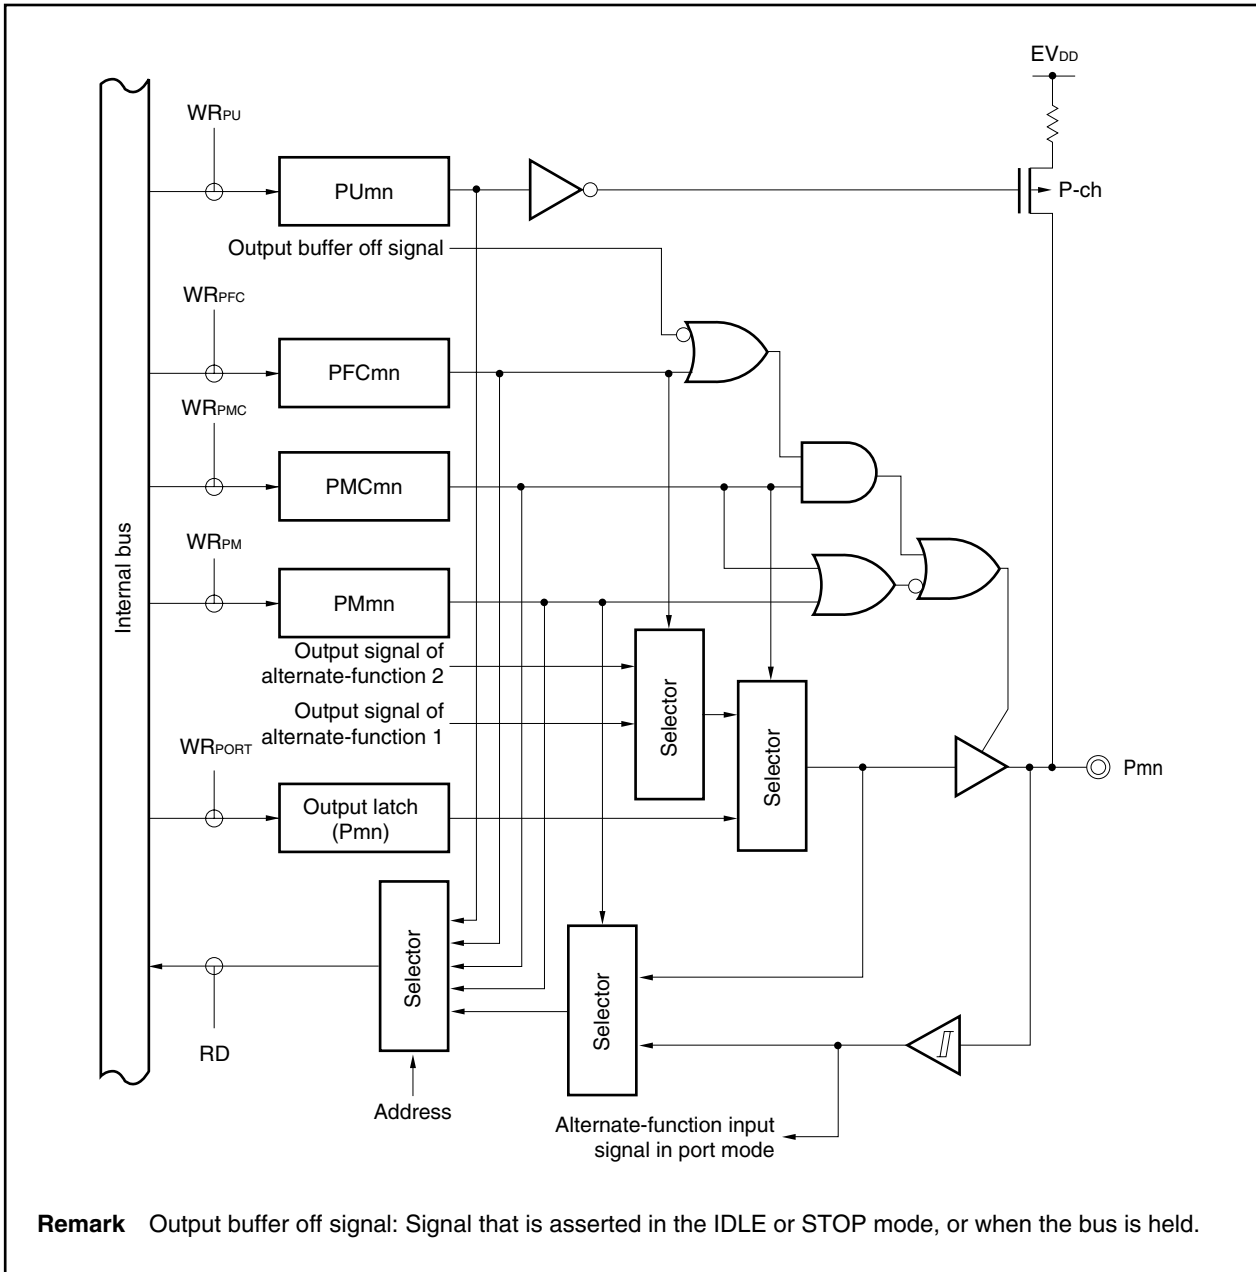 EVDD
WRPU
PUmn
P-ch
Output buffer off signal
WRPFC
PFCmn
WRPMC
PMCmn
Internal bus
WRPM
PMmn
Output signal of
alternate-function 2
Output signal of
alternate-function 1
Selector
Selector
WRPORT
Pmn
Output latch
(Pmn)
Selector
Selector
RD
Address
Alternate-function input
signal in port mode
Remark Output buffer off signal: Signal that is asserted in the IDLE or STOP mode, or when the bus is held.